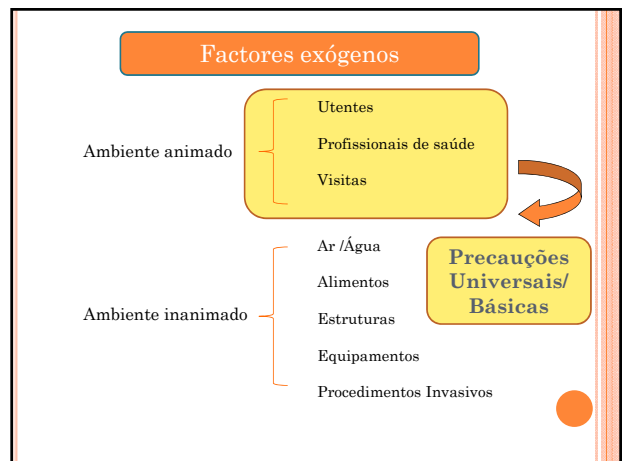 Factores exógenos
Ambiente animado
Utentes
Profissionais de saúde
Visitas
Ambiente inanimado
Ar /Água
Alimentos
Estruturas
Equipamentos
Procedimentos Invasivos
Precauções
Universais/
Básicas